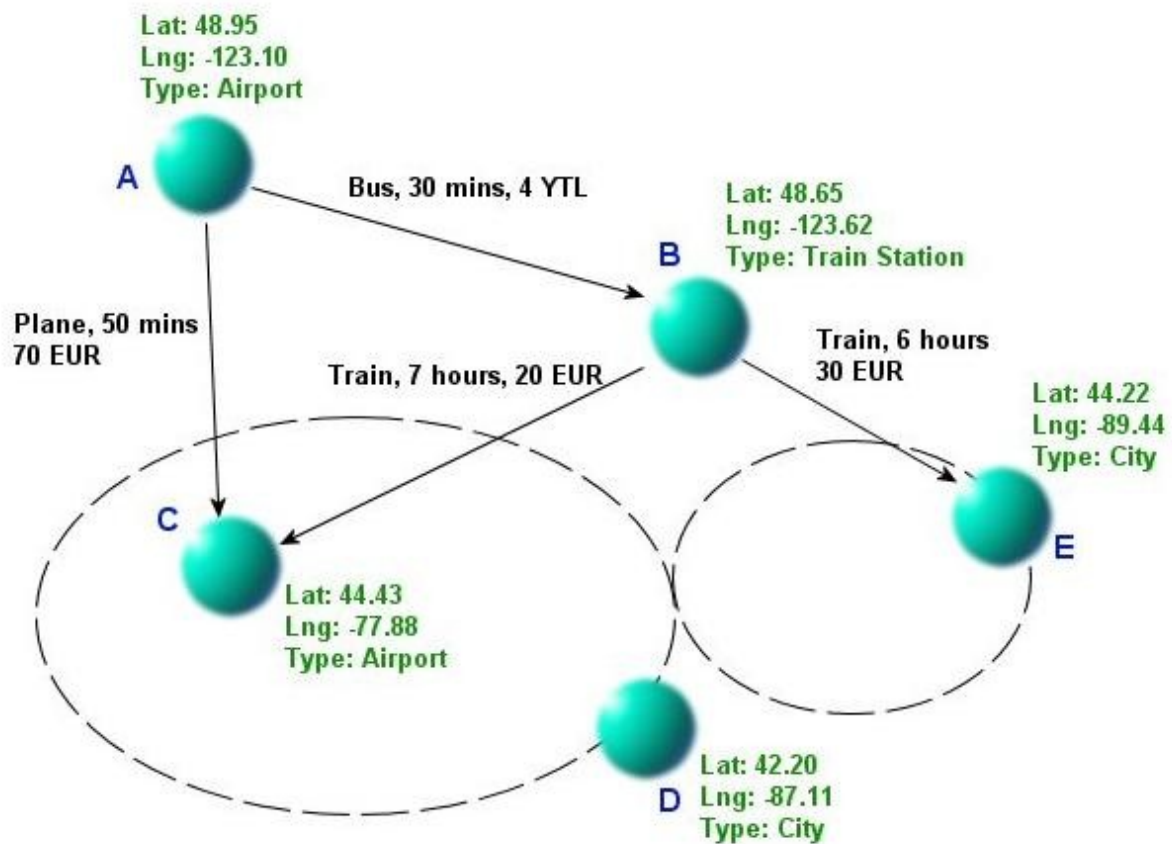 Lat: 48.95
Lng: -123.10
Type: Airport
A
Bus, 30 mins, 4 YTL
Lat: 48.65
Lng: -123.62
Type: Train Station
B
Plane, 50 mins
70 EUR
Train, 7 hours, 20 EUR
Train, 6 hours
30 EUR
Lat: 44.22
Lng: -89.44
Type: City
E
C
Lat: 44.43
Lng: -77.88
Type: Airport
D
Lat: 42.20
Lng: -87.11
Type: City